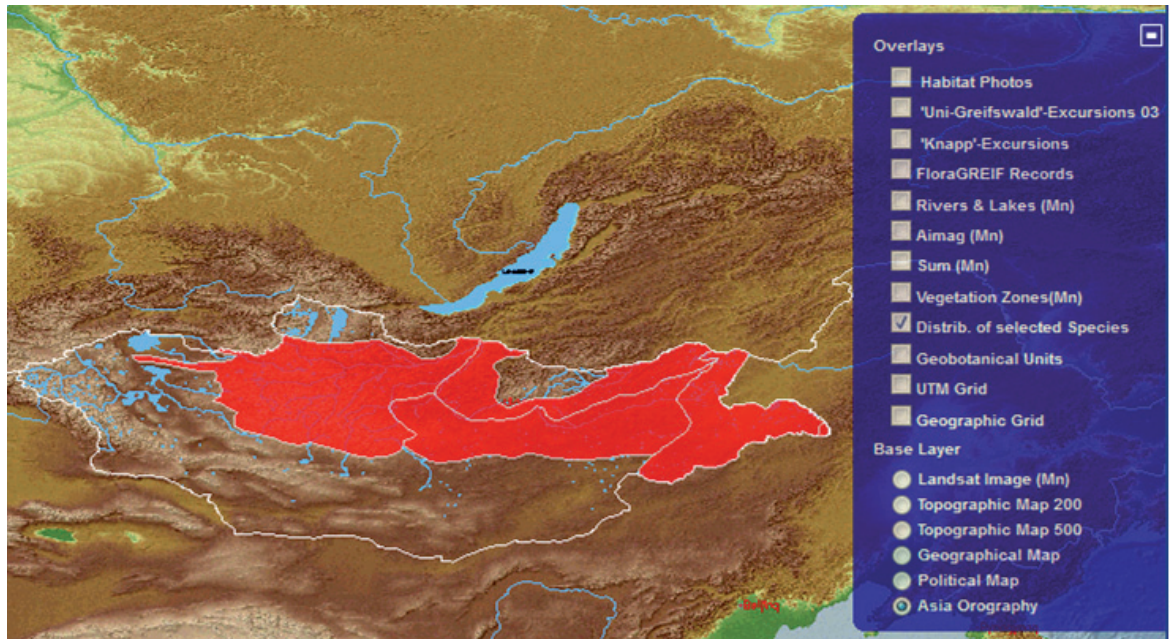 Overlays
Habitat Photos
'Uni-Greifswald'-Excursions 03
'Knapp'-Excursions
FloraGREIF Records
Rivers & Lakes (Mn)
Aimag (Mn)
Sum (Mn)
Vegetation Zones(Mn)
Distrib. of selected Species
Geobotanical Units
UTM Grid
Geographic Grid
Base Layer
Landsat Image (Mn)
Topographic Map 200
Topographic Map 500
Geographical Map
Political Map
Asia Orography